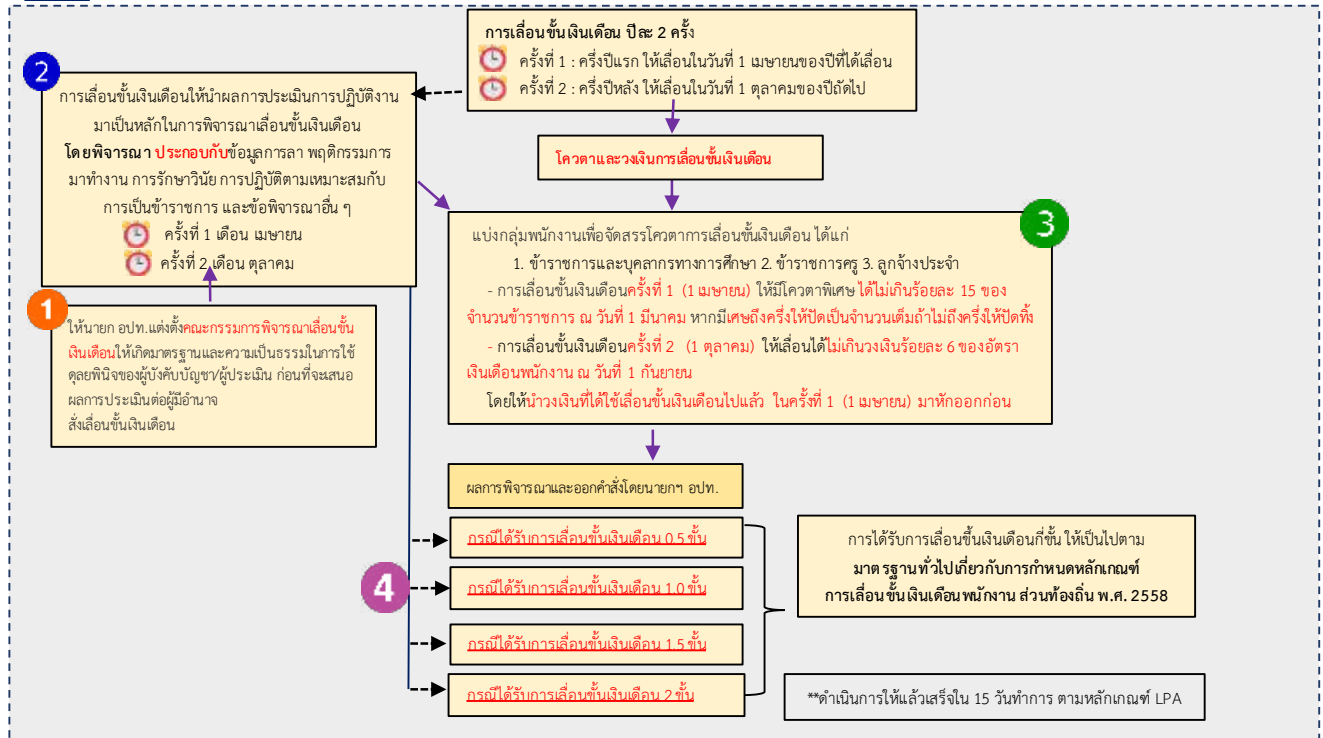 การเลื่อนขั้นเงินเดือน ปีละ 2 ครั้ง
ครั้งที่ 1 : ครึ่งปีแรก ให้เลื่อนในวันที่ 1 เมษายนของปีที่ได้เลื่อน
ครั้งที่ 2 : ครึ่งปีหลัง ให้เลื่อนในวันที่ 1 ตุลาคมของปีถัดไป
2
การเลื่อนขั้นเงินเดือนให้นำผลการประเมินการปฏิบัติงาน
มาเป็นหลักในการพิจารณาเลื่อนขั้นเงินเดือน
โดยพิจารณา ประกอบกับข้อมูลการลา พฤติกรรมการ
มาทำงาน การรักษาวินัย การปฏิบัติตามเหมาะสมกับ
การเป็นข้าราชการ และข้อพิจารณาอื่น ๆ
ครั้งที่ 1 เดือน เมษายน
ครั้งที่ 2 เดือน ตุลาคม
โควตาและวงเงินการเลื่อนขั้นเงินเดือน
3
แบ่งกลุ่มพนักงานเพื่อจัดสรรโควตาการเลื่อนขั้นเงินเดือน ได้แก่
1. ข้าราชการและบุคลากรทางการศึกษา 2. ข้าราชการครู 3. ลูกจ้างประจำ
- การเลื่อนขั้นเงินเดือนครั้งที่ 1 (1 เมษายน) ให้มีโควตาพิเศษ ได้ไม่เกินร้อยละ 15 ของ
จำนวนข้าราชการ ณ วันที่ 1 มีนาคม หากมีเศษถึงครึ่งให้ปัดเป็นจำนวนเต็มถ้าไม่ถึงครึ่งให้ปัดทิ้ง
- การเลื่อนขั้นเงินเดือนครั้งที่ 2 (1 ตุลาคม) ให้เลื่อนได้ไม่เกินวงเงินร้อยละ 6 ของอัตรา
เงินเดือนพนักงาน ณ วันที่ 1 กันยายน
โดยให้นำวงเงินที่ได้ใช้เลื่อนขั้นเงินเดือนไปแล้ว ในครั้งที่ 1 (1 เมษายน) มาหักออกก่อน
1
ให้นายก อปท.แต่งตั้งคณะกรรมการพิจารณาเลื่อนขั้น
เงินเดือนให้เกิดมาตรฐานและความเป็นธรรมในการใช้
ดุลยพินิจของผู้บังคับบัญชา/ผู้ประเมิน ก่อนที่จะเสนอ
ผลการประเมินต่อผู้มีอำนาจ
สั่งเลื่อนขั้นเงินเดือน
ผลการพิจารณาและออกคำสั่งโดยนายกฯ อปท.
4
กรณีได้รับการเลื่อนขั้นเงินเดือน 0.5 ขั้น
กรณีได้รับการเลื่อนขั้นเงินเดือน 1.0 ขั้น
กรณีได้รับการเลื่อนขั้นเงินเดือน 1.5 ขั้น
กรณีได้รับการเลื่อนขั้นเงินเดือน 2 ขั้น
การได้รับการเลื่อนขึ้นเงินเดือนกี่ขั้น ให้เป็นไปตาม
มาตรฐานทั่วไปเกี่ยวกับการกำหนดหลักเกณฑ์
การเลื่อนขั้นเงินเดือนพนักงาน ส่วนท้องถิ่น พ.ศ. 2558
**ดำเนินการให้แล้วเสร็จใน 15 วันทำการ ตามหลักเกณฑ์ LPA